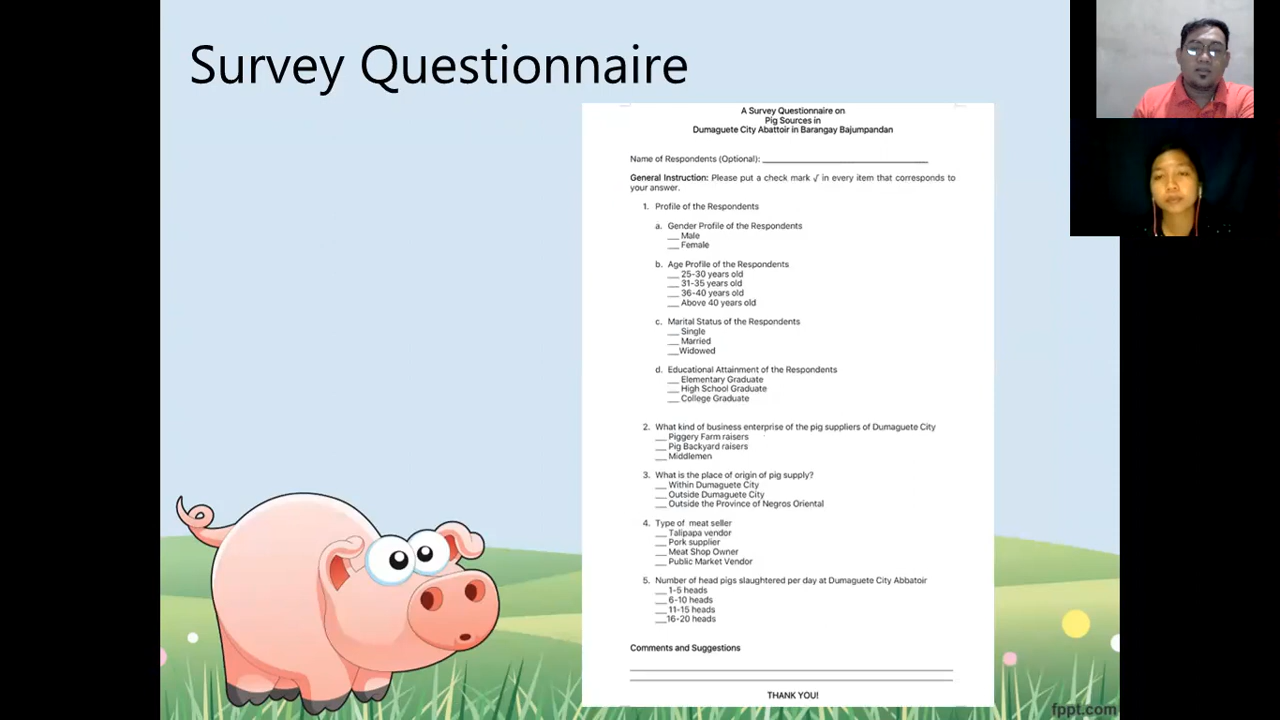 Survey Questionnaire
A Survey Questionnaire on
Pig Sources in
Dumaguete City Abattoir in Barangay Bajumpandan
Name of Respondents (Optional): ____________________
General Instruction: Please put a check mark √ in every item that corresponds to
your answer.
1. Profile of the Respondents
a. Gender Profile of the Respondents
___ Male
___ Female
b. Age Profile of the Respondents
___ 25-30 years old
___ 31-35 years old
___ 36-40 years old
___ Above 40 years old
c. Marital Status of the Respondents
___ Single
___ Married
___Widowed
d. Educational Attainment of the Respondents
___ Elementary Graduate
___ High School Graduate
___ College Graduate
2. What kind of business enterprise of the pig suppliers of Dumaguete City
___ Piggery Farm raisers
___ Pig Backyard raisers
___ Middlemen
3. What is the place of origin of pig supply?
___ Within Dumaguete City
___ Outside Dumaguete City
___ Outside the Province of Negros Oriental
4. Type of meat seller
___ Talipapa vendor
___ Pork supplier
___ Meat Shop Owner
___ Public Market Vendor
5. Number of head pigs slaughtered per day at Dumaguete City Abbatoir
___ 1-5 heads
___ 6-10 heads
___ 11-15 heads
___16-20 heads
Comments and Suggestions
THANK YOU!
fppt.com